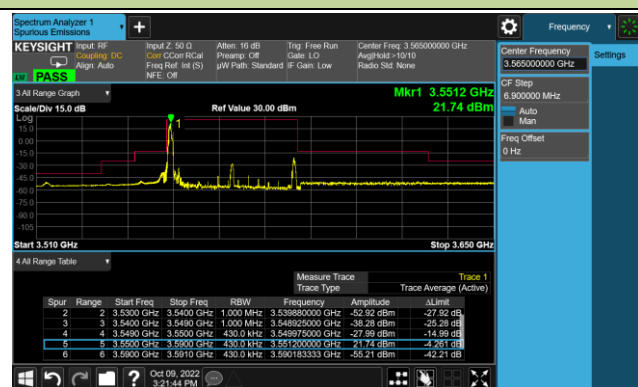 Spectrum Analyzer 1
Spurious Emissions
Frequency
KEYSIGHT
Input: RF
Coupling: DC
Align: Auto
Input Z: 50 Ω
Corr CCorr RCal
Freq Ref: Int (S)
NFE: Off
Atten: 16 dB
Preamp: Off
µW Path: Standard
Trig: Free Run
Gate: LO
IF Gain: Low
Center Freq: 3.565000000 GHz
Avg|Hold:>10/10
Radio Std: None
PASS
3 All Range Graph
Scale/Div 15.0 dB
Ref Value 30.00 dBm
Mkr1 3.5512 GHz
21.74 dBm
Log
15.0
0.00
-15.0
-30.0
-45.0
-60.0
-75.0
-90.0
-105
1
Start 3.510 GHz
Stop 3.650 GHz
4 All Range Table
Measure Trace Trace 1
Trace Type Trace Average (Active)
Spur Range Start Freq Stop Freq RBW Frequency Amplitude ΔLimit
2 2 3.5300 GHz 3.5400 GHz 1.000 MHz 3.539880000 GHz -52.92 dBm -27.92 dB
3 3 3.5400 GHz 3.5490 GHz 1.000 MHz 3.548925000 GHz -38.28 dBm -25.28 dB
4 4 3.5490 GHz 3.5500 GHz 430.0 kHz 3.549975000 GHz -27.99 dBm -14.99 dB
5 5 3.5500 GHz 3.5900 GHz 430.0 kHz 3.551200000 GHz 21.74 dBm -4.261 dB
6 6 3.5900 GHz 3.5910 GHz 430.0 kHz 3.590183333 GHz -55.21 dBm -42.21 dB
Center Frequency
3.565000000 GHz
Settings
CF Step
6.900000 MHz
Auto
Man
Freq Offset
0 Hz
Oct 09, 2022
3:21:44 PM